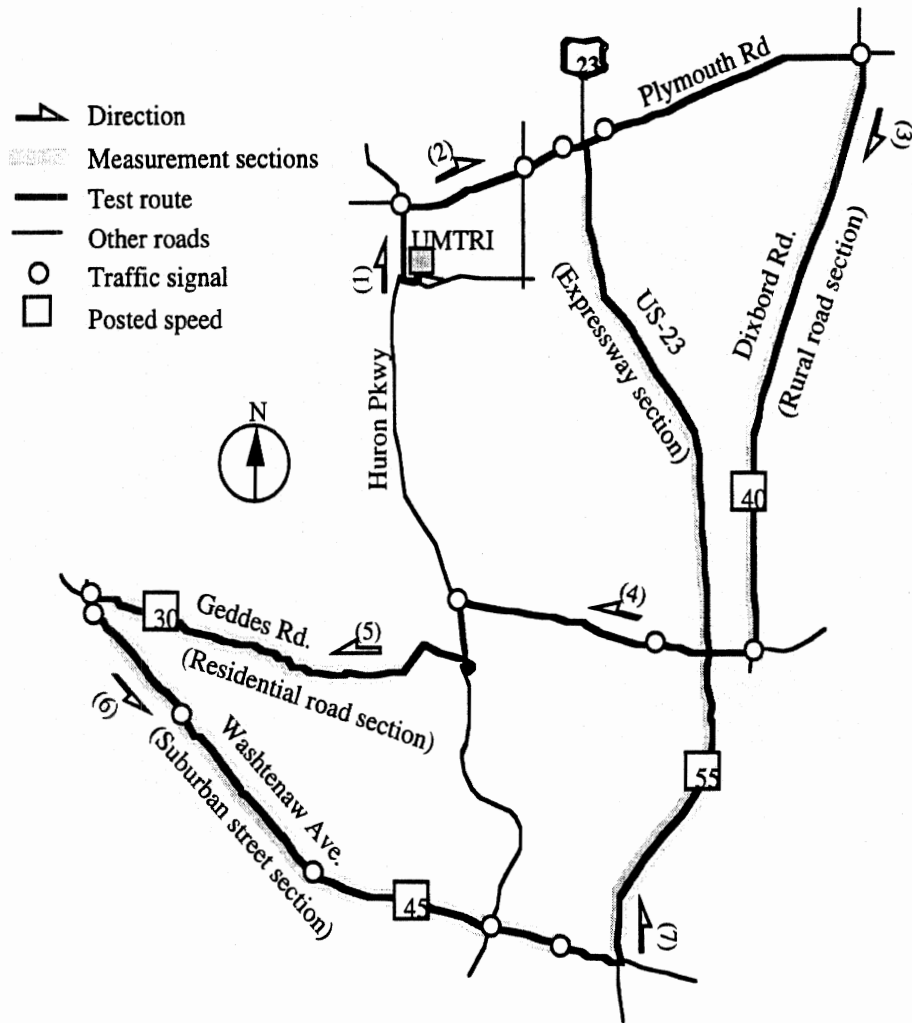 23
Plymouth Rd
Direction
Measurement sections
Test route
Other roads
Traffic signal
Posted speed
(2)
(3)
UMTRI
(1)
(Expressway section)
US-23
Dixbord Rd.
(Rural road section)
Huron Pkwy
N
40
30
Geddes Rd.
(5)
(4)
(Residential road section)
(6)
(Suburban street section)
Washtenaw Ave.
55
45
(7)